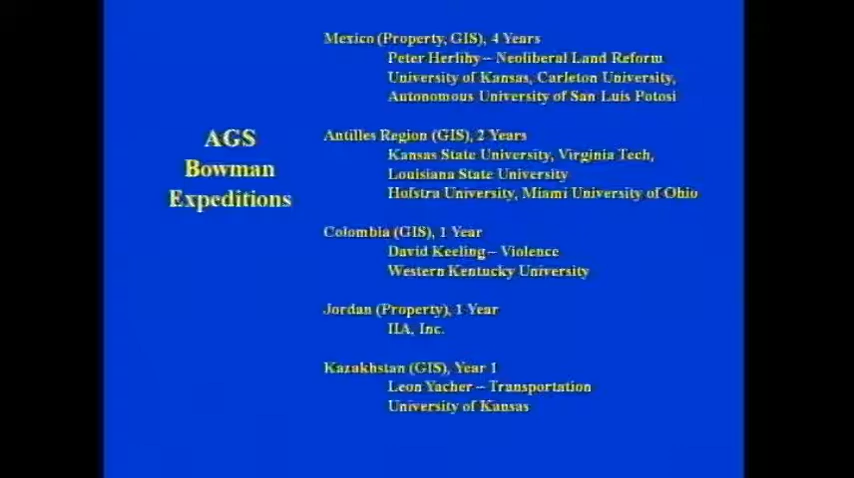 AGS
Bowman
Expeditions
Mexico (Property, GIS), 4 Years
Peter Herlihy – Neoliberal Land Reform
University of Kansas, Carleton University,
Autonomous University of San Luis Potosi
Antilles Region (GIS), 2 Years
Kansas State University, Virginia Tech,
Louisiana State University
Hofstra University, Miami University of Ohio
Colombia (GIS), 1 Year
David Keeling – Violence
Western Kentucky University
Jordan (Property), 1 Year
IIA, Inc.
Kazakhstan (GIS), Year 1
Leon Yacher – Transportation
University of Kansas